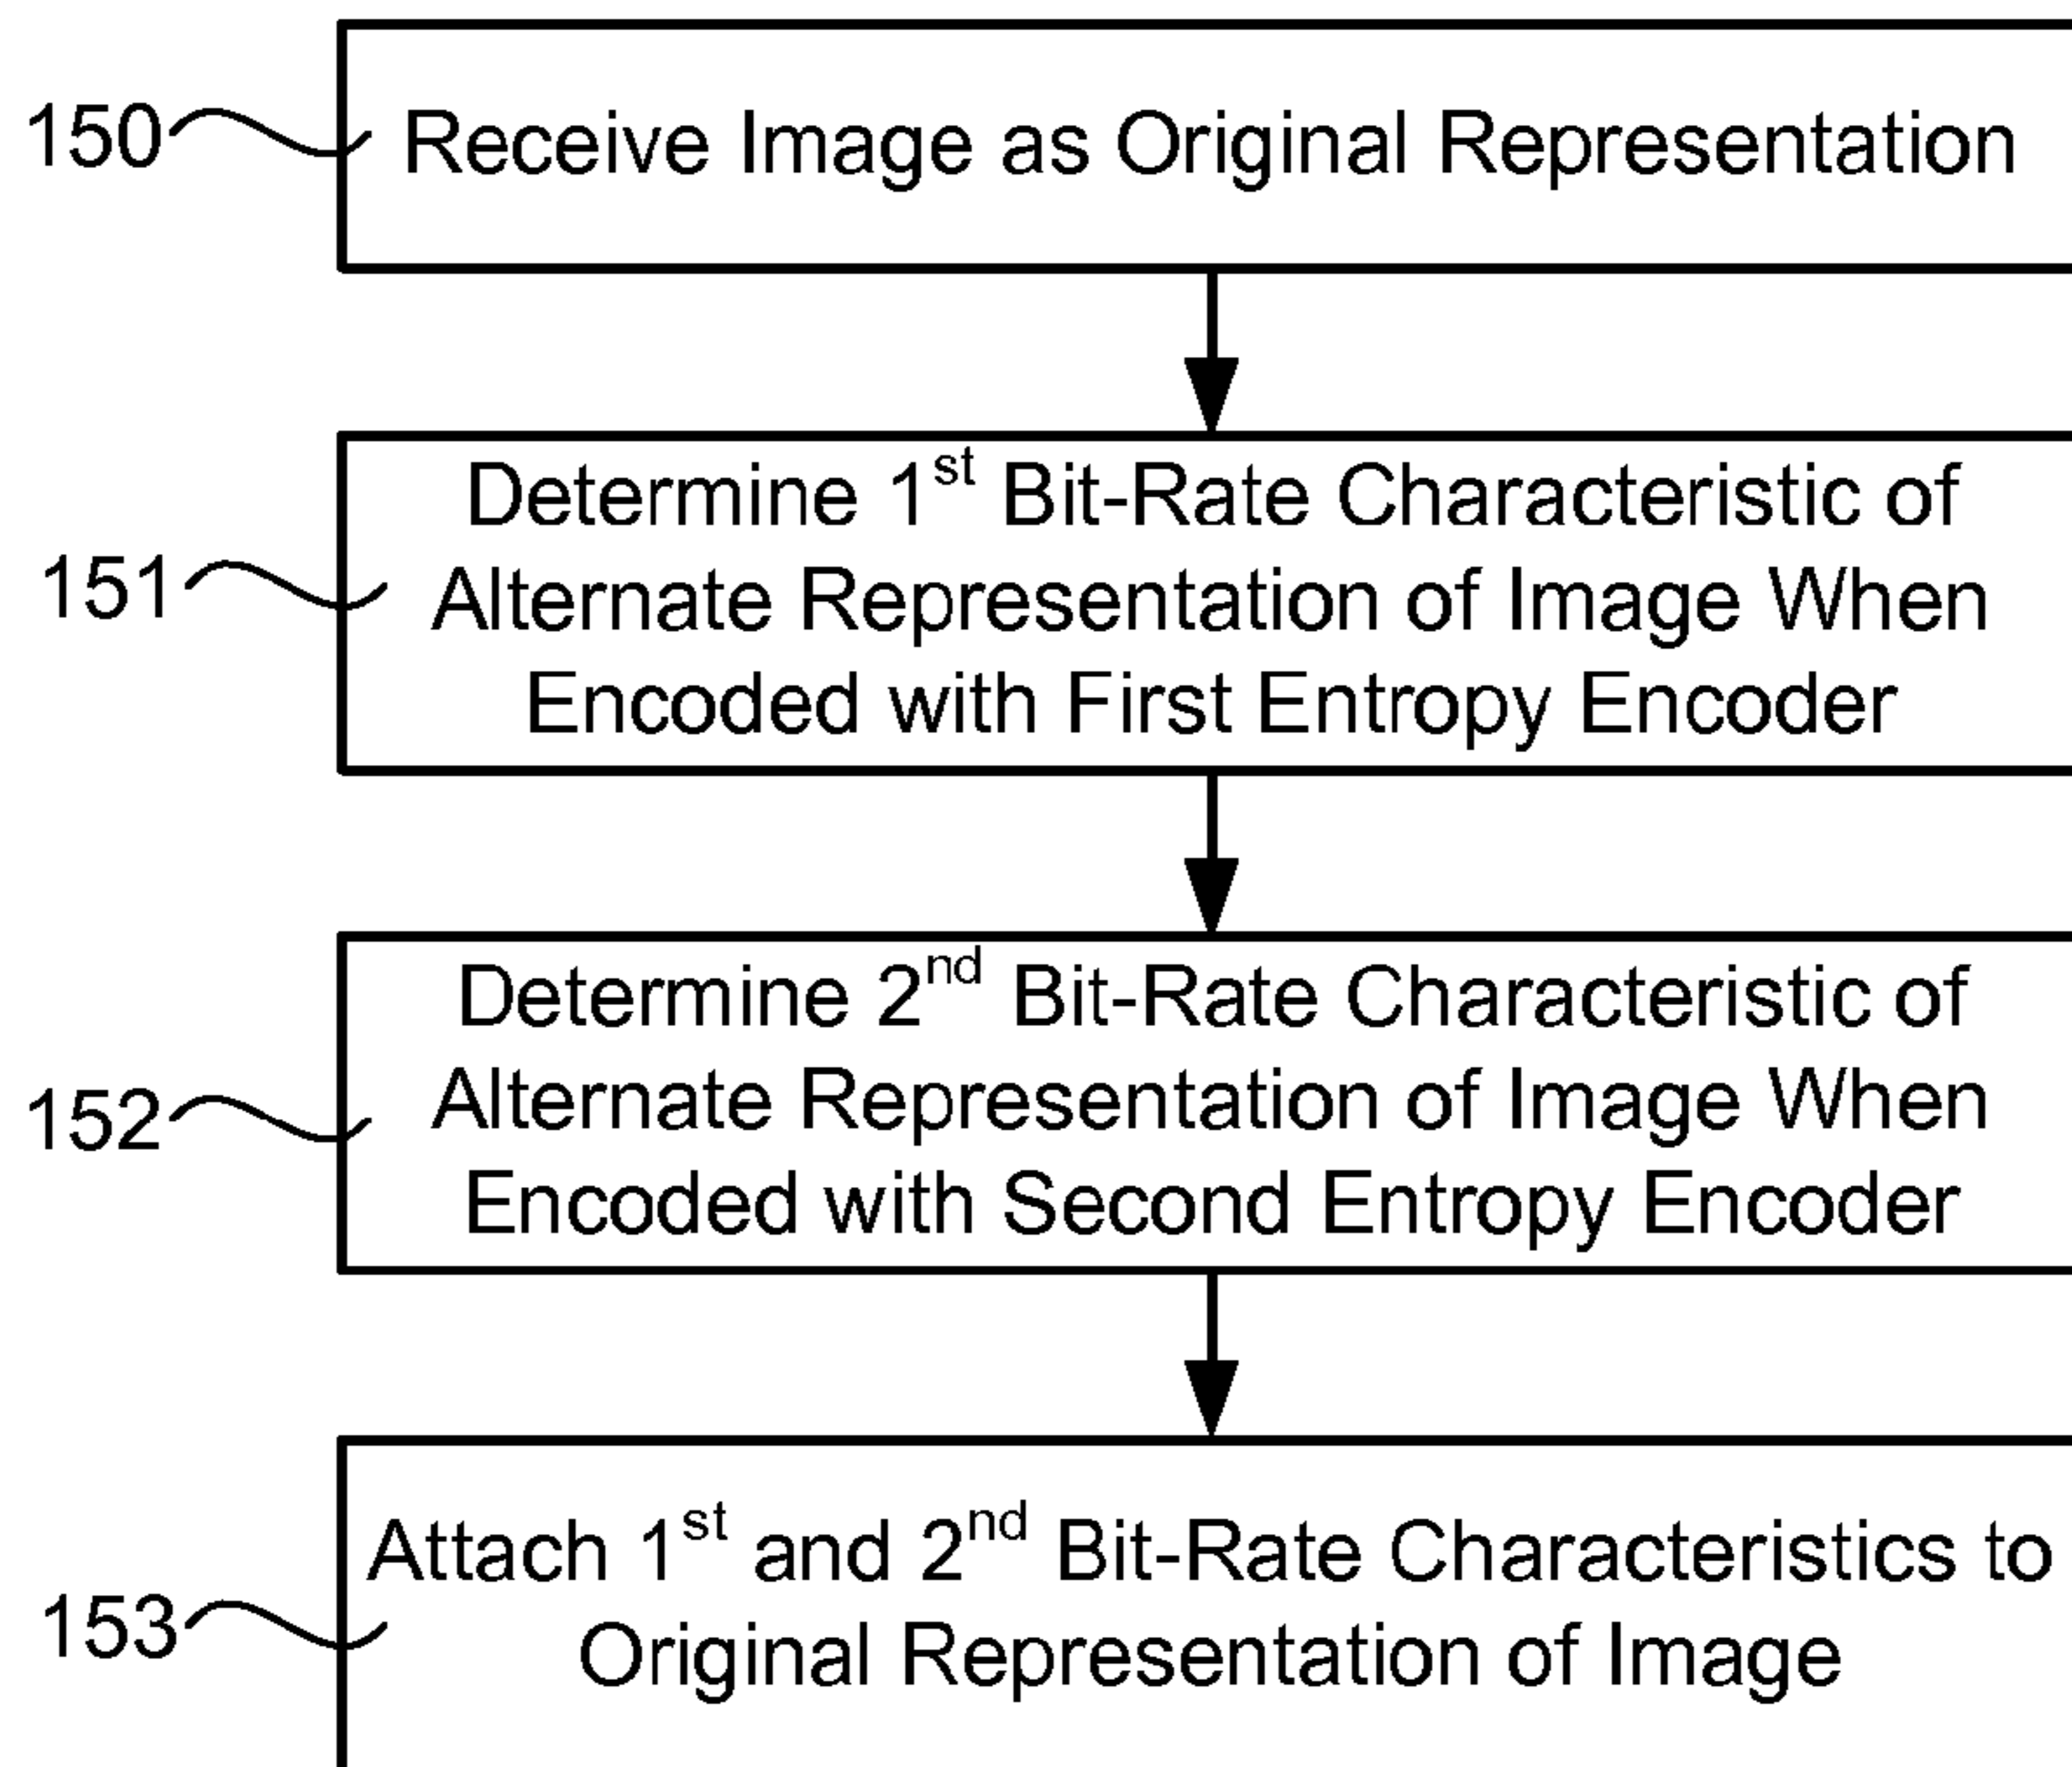 150
Receive Image as Original Representation
Determine 1st Bit-Rate Characteristic of
151
Alternate Representation of Image When
Encoded with First Entropy Encoder
Determine 2nd Bit-Rate Characteristic of
152
Alternate Representation of Image When
Encoded with Second Entropy Encoder
Attach 1st and 2nd Bit-Rate Characteristics to
153
Original Representation of Image